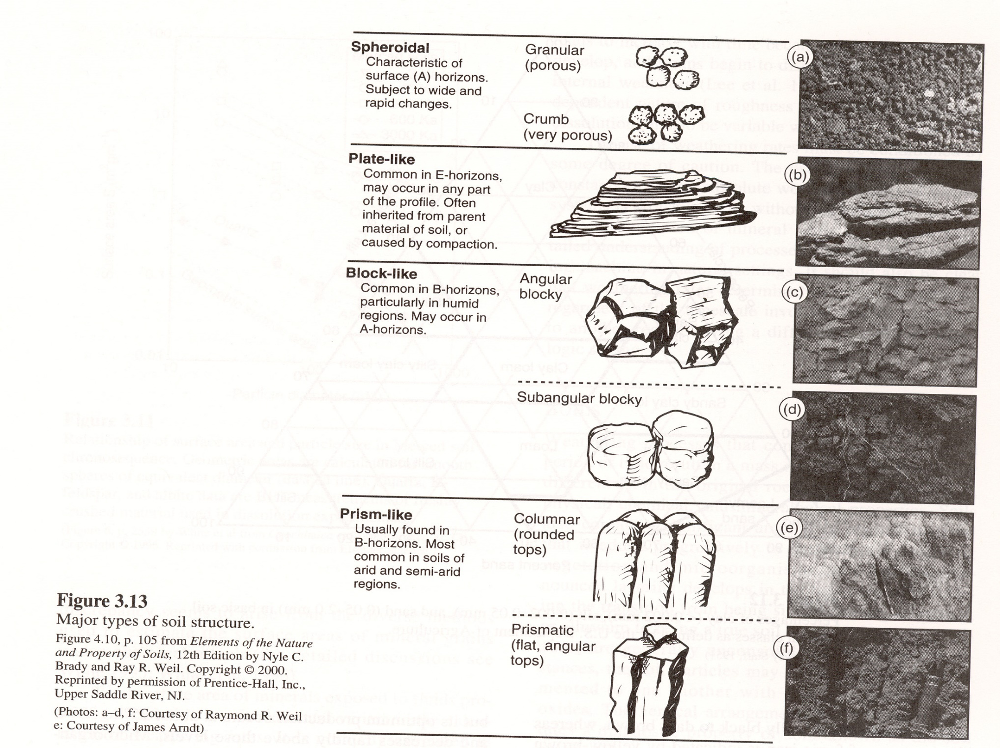 Spheroidal
Characteristic of
surface (A) horizons.
Subject to wide and
rapid changes.
Granular
(porous)
Crumb
(very porous)
(a)
Plate-like
Common in E-horizons,
may occur in any part
of the profile. Often
inherited from parent
material of soil, or
caused by compaction.
(b)
Block-like
Common in B-horizons,
particularly in humid
regions. May occur in
A-horizons.
Angular
blocky
(c)
Subangular blocky
(d)
Prism-like
Usually found in
B-horizons. Most
common in soils of
arid and semi-arid
regions.
Columnar
(rounded
tops)
(e)
Prismatic
(flat, angular
tops)
(f)
Figure 3.13
Major types of soil structure.
Figure 4.10, p. 105 from Elements of the Nature
and Property of Soils, 12th Edition by Nyle C.
Brady and Ray R. Weil. Copyright © 2000.
Reprinted by permission of Prentice-Hall, Inc.,
Upper Saddle River, NJ.
(Photos: a–d, f: Courtesy of Raymond R. Weil
e: Courtesy of James Arndt)